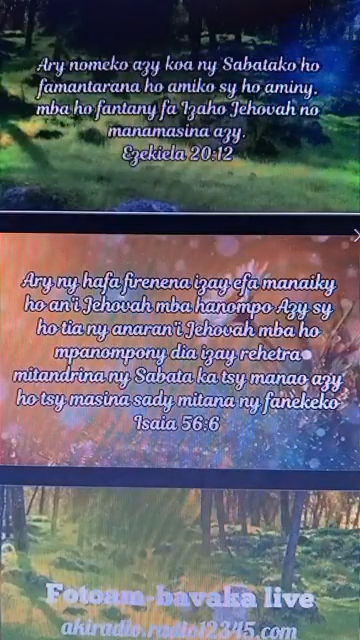 Ary nomeko azy koa ny Sabatako ho
famantarana ho amiko sy ho aminy,
mba ho fantany fa Izaho Jehovah no
manamasina azy.
Ezekiela 20:12
Ary ny hafa firenena izay efa manaiky
ho an'i Jehovah mba hanompo Azy sy
ho tia ny anaran'i Jehovah mba ho
mpanompony dia izay rehetra
mitandrina ny Sabata ka tsy manao azy
ho tsy masina sady mitana ny fanekeko
Isaia 56:6
Fotoam-bavaka live
akiradio.radio12345.com